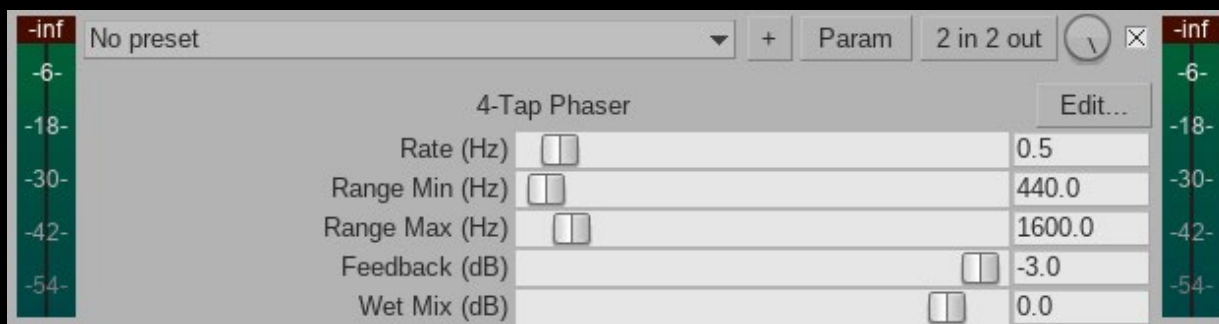 -inf No preset + Param 2 in 2 out -inf
-6- -6-
4-Tap Phaser Edit...
-18- -18-
Rate (Hz) 0.5
-30- Range Min (Hz) 440.0 -30-
Range Max (Hz) 1600.0
-42- -42-
Feedback (dB) -3.0
-54- -54-
Wet Mix (dB) 0.0